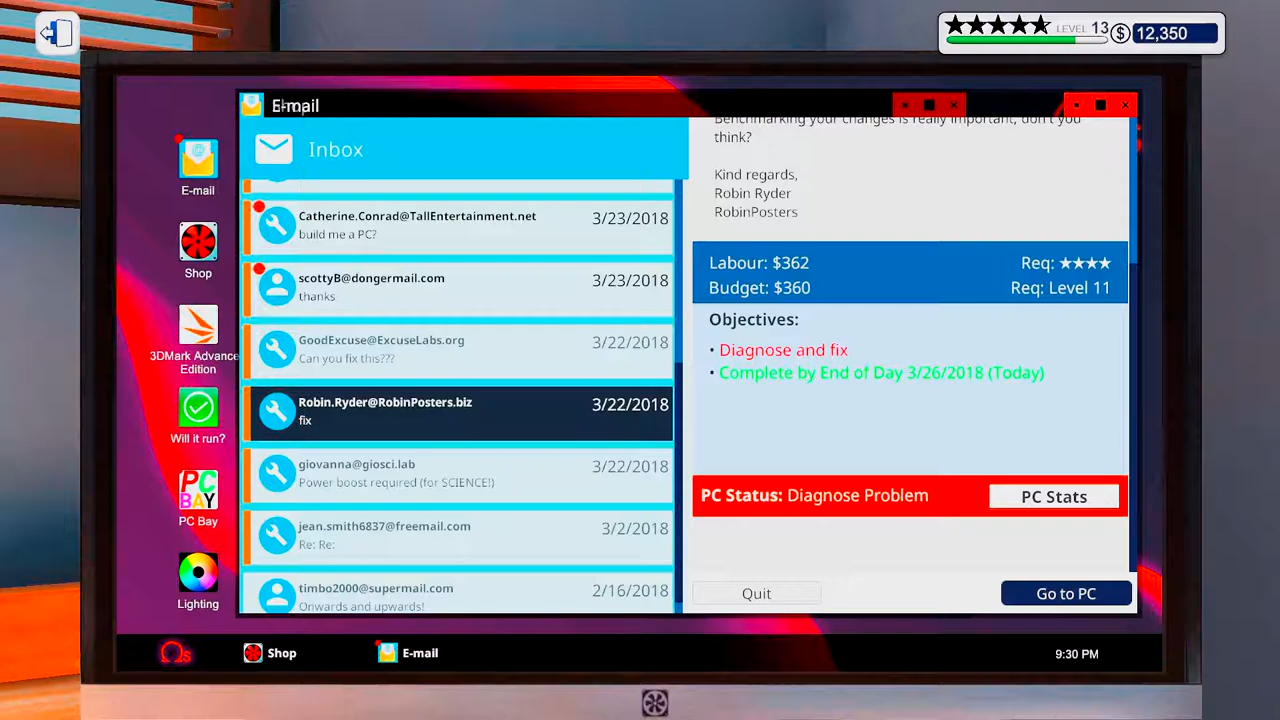 LEVEL 13
$ 12,350
E-mail
Inbox
Catherine.Conrad@TallEntertainment.net
3/23/2018
build me a PC?
scottyB@dongermail.com
3/23/2018
thanks
GoodExcuse@ExcuseLabs.org
3/22/2018
Can you fix this???
Robin.Ryder@RobinPosters.biz
3/22/2018
fix
giovanna@giosci.lab
3/22/2018
Power boost required (for SCIENCE!)
jean.smith6837@freemail.com
3/2/2018
Re: Re:
timbo2000@supermail.com
2/16/2018
Onwards and upwards!
Benchmarking your changes is really important, don't you
think?
Kind regards,
Robin Ryder
RobinPosters
Labour: $362
Req: ★★★★
Budget: $360
Req: Level 11
Objectives:
• Diagnose and fix
• Complete by End of Day 3/26/2018 (Today)
PC Status: Diagnose Problem
PC Stats
Quit
Go to PC
E-mail
Shop
3DMark Advance
Edition
Will it run?
PC
BAY
PC Bay
Lighting
Ωs
Shop
E-mail
9:30 PM